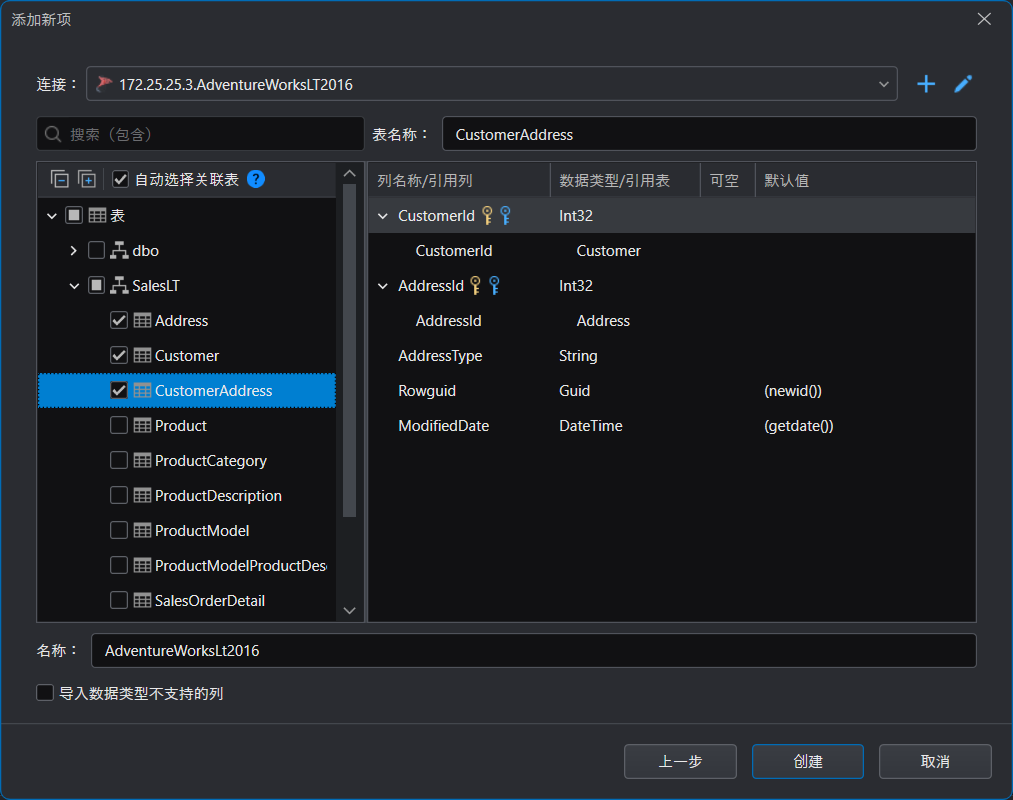 添加新项
连接：
172.25.25.3.AdventureWorksLT2016
搜索（包含）
表名称：
CustomerAddress
自动选择关联表
?
表
dbo
SalesLT
Address
Customer
CustomerAddress
Product
ProductCategory
ProductDescription
ProductModel
ProductModelProductDes
SalesOrderDetail
列名称/引用列 数据类型/引用表 可空 默认值
CustomerId Int32
CustomerId Customer
AddressId Int32
AddressId Address
AddressType String
Rowguid Guid (newid())
ModifiedDate DateTime (getdate())
名称：
AdventureWorksLt2016
导入数据类型不支持的列
上一步 创建 取消